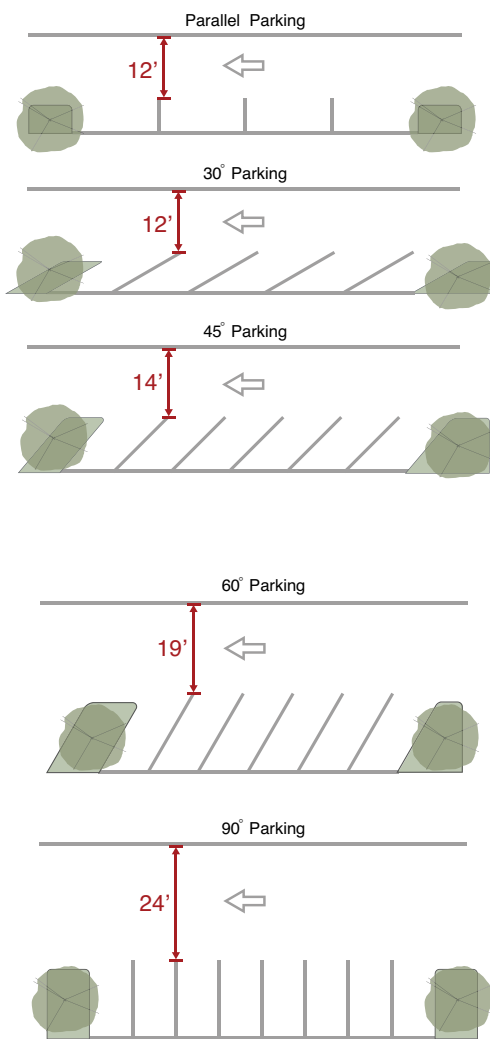 Parallel Parking
12’
30° Parking
12’
45° Parking
14’
60° Parking
19’
90° Parking
24’